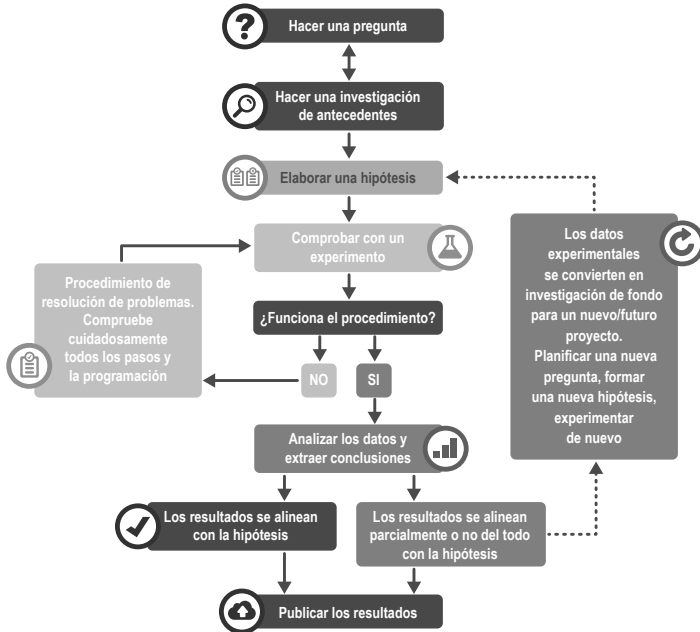 Hacer una pregunta
Hacer una investigación
de antecedentes
Elaborar una hipótesis
Comprobar con un
experimento
Procedimiento de
resolución de problemas.
Compruebe
cuidadosamente
todos los pasos y
la programación
¿Funciona el procedimiento?
NO
SI
Analizar los datos y
extraer conclusiones
Los resultados se alinean
con la hipótesis
Los resultados se alinean
parcialmente o no del todo
con la hipótesis
Los datos
experimentales
se convierten en
investigación de fondo
para un nuevo/futuro
proyecto.
Planificar una nueva
pregunta, formar
una nueva hipótesis,
experimentar
de nuevo
Publicar los resultados